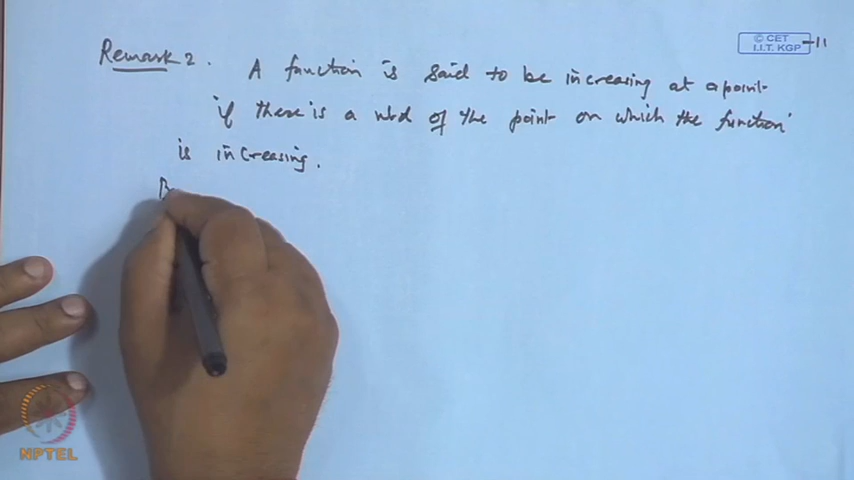 © CET
I.I.T. KGP
11
Remark 2. A function is said to be increasing at a point
if there is a nbd of the point on which the function
is increasing.
NPTEL